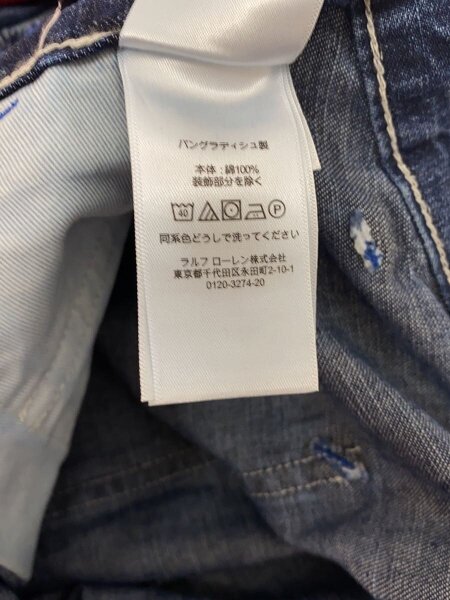 バングラディシュ製
本体 : 綿100%
装飾部分を除く
40 P
同系色どうしで洗ってください
ラルフ ローレン株式会社
東京都千代田区永田町2-10-1
0120-3274-20